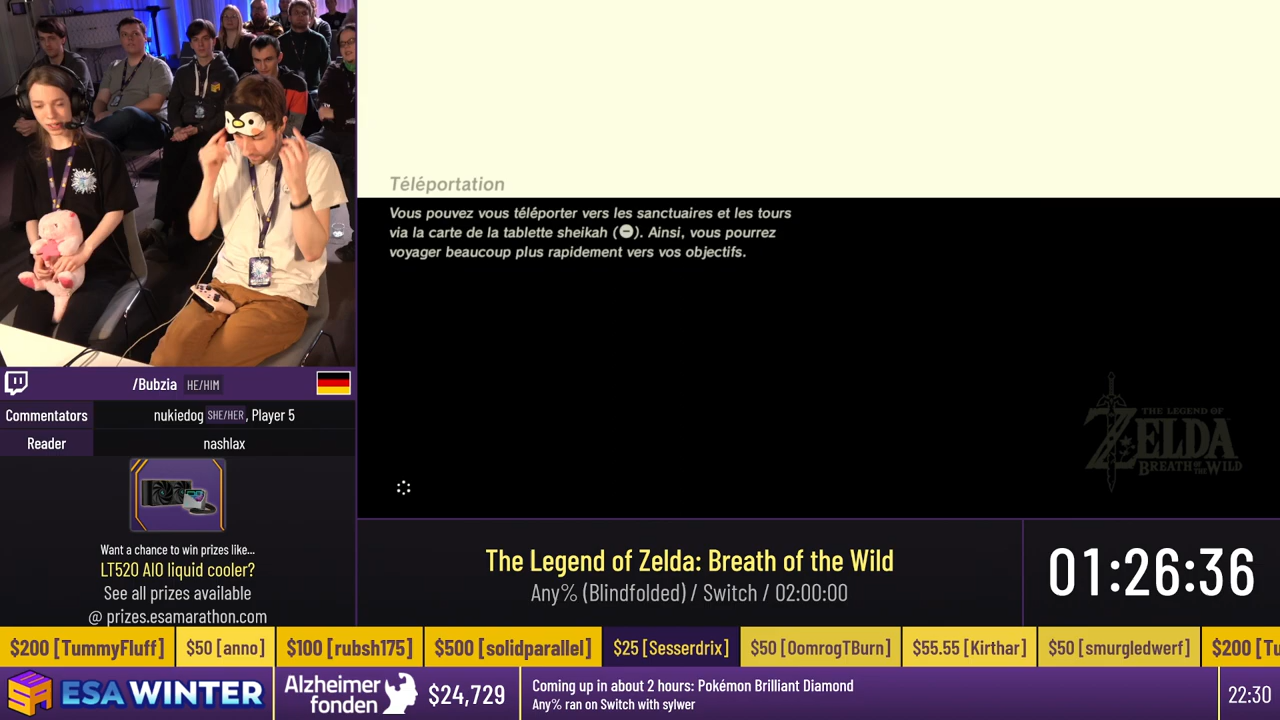 Téléportation
Vous pouvez vous téléporter vers les sanctuaires et les tours
via la carte de la tablette sheikah (-). Ainsi, vous pourrez
voyager beaucoup plus rapidement vers vos objectifs.
THE LEGEND OF
ZELDA
BREATH OF THE WILD
/Bubzia HE/HIM
Commentators nukiedog SHE/HER, Player 5
Reader nashlax
Want a chance to win prizes like...
LT520 AIO liquid cooler?
See all prizes available
@ prizes.esamarathon.com
The Legend of Zelda: Breath of the Wild
Any% (Blindfolded) / Switch / 02:00:00
01:26:36
$200 [TummyFluff] $50 [anno] $100 [rubsh175] $500 [solidparallel] $25 [Sesserdrix] $50 [OomrogTBurn] $55.55 [Kirthar] $50 [smurgledwerf] $200 [Tu
ESA WINTER
Alzheimer
fonden
$24,729
Coming up in about 2 hours: Pokémon Brilliant Diamond
Any% ran on Switch with sylwer
22:30